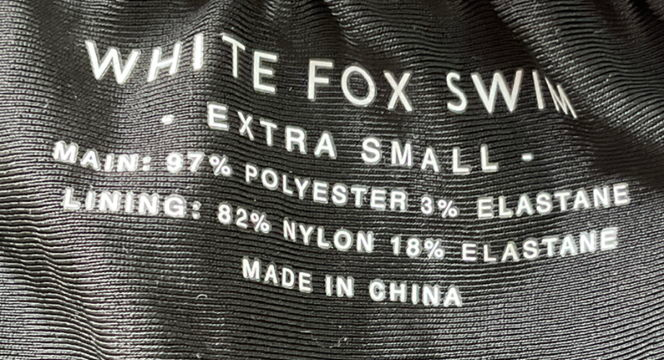 WHITE FOX SWIM
- EXTRA SMALL -
MAIN: 97% POLYESTER 3% ELASTANE
LINING: 82% NYLON 18% ELASTANE
MADE IN CHINA